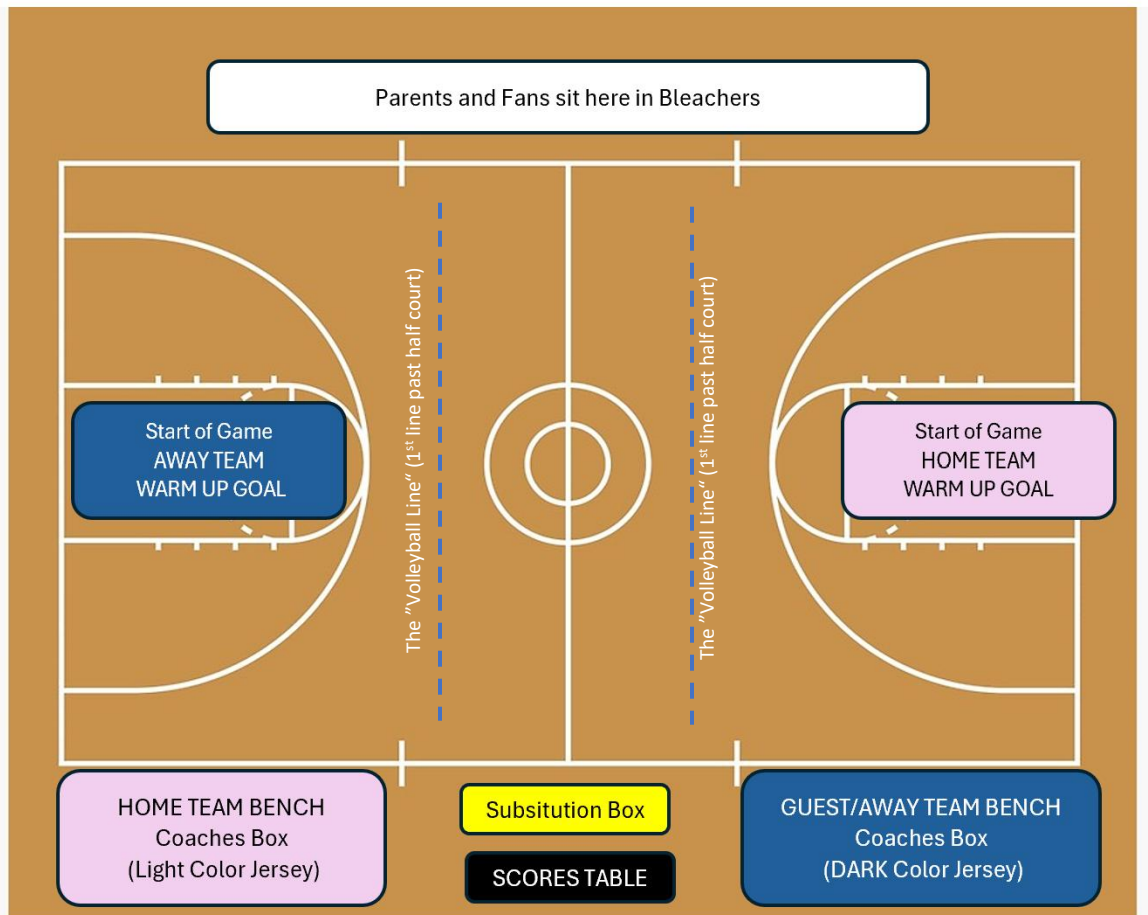 Parents and Fans sit here in Bleachers
The ”Volleyball Line“ (1st line past half court)
The ”Volleyball Line“ (1st line past half court)
Start of Game
AWAY TEAM
WARM UP GOAL
Start of Game
HOME TEAM
WARM UP GOAL
HOME TEAM BENCH
Coaches Box
(Light Color Jersey)
Subsitution Box
SCORES TABLE
GUEST/AWAY TEAM BENCH
Coaches Box
(DARK Color Jersey)